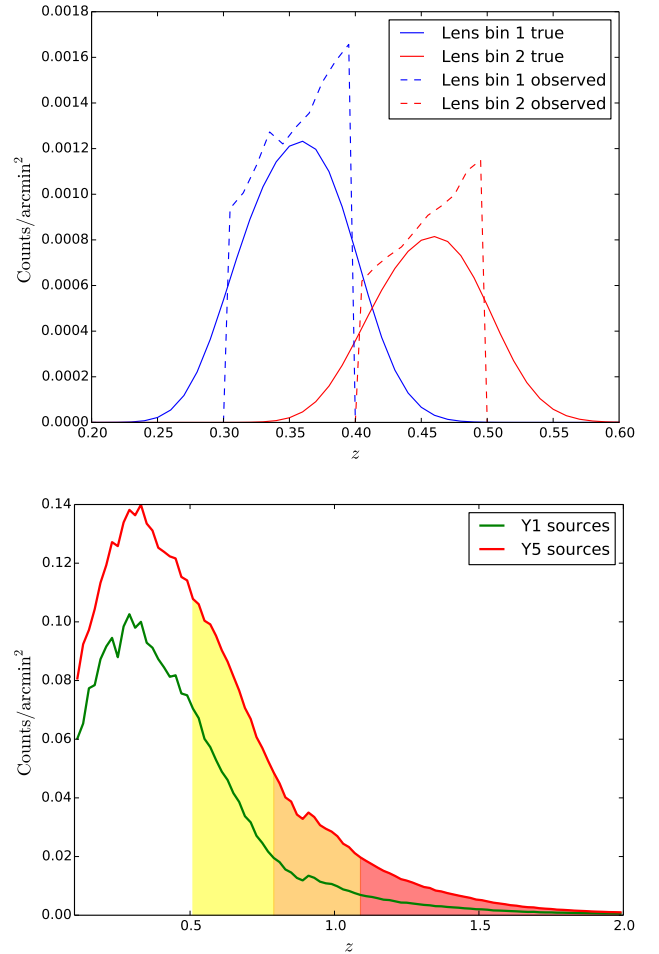 0.0018
0.0016
0.0014
0.0012
0.0010
0.0008
0.0006
0.0004
0.0002
0.0000
Counts/arcmin²
Lens bin 1 true
Lens bin 2 true
Lens bin 1 observed
Lens bin 2 observed
0.20 0.25 0.30 0.35 0.40 0.45 0.50 0.55 0.60
z
0.14
0.12
0.10
0.08
0.06
0.04
0.02
0.00
Counts/arcmin²
Y1 sources
Y5 sources
0.5 1.0 1.5 2.0
z